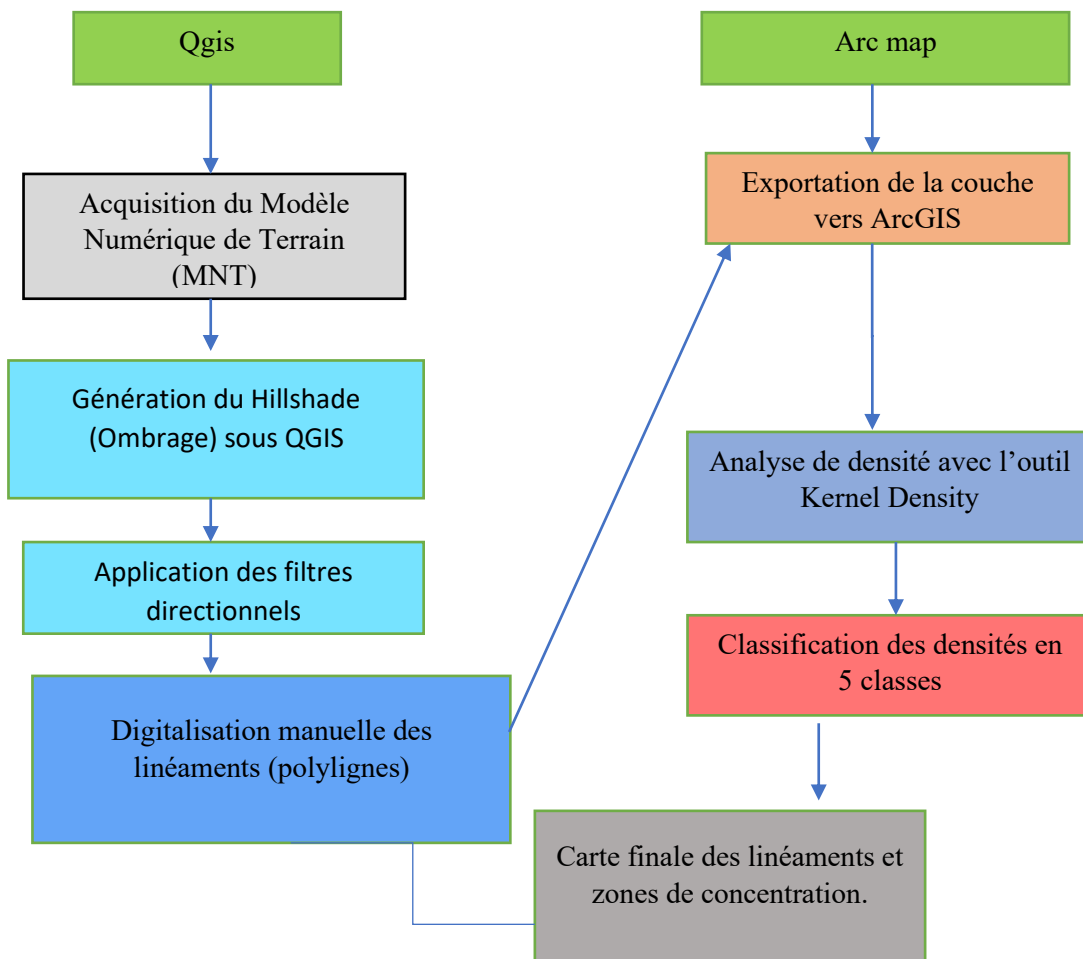 Qgis
Acquisition du Modèle
Numérique de Terrain
(MNT)
Génération du Hillshade
(Ombrage) sous QGIS
Application des filtres
directionnels
Digitalisation manuelle des
linéaments (polylignes)
Arc map
Exportation de la couche
vers ArcGIS
Analyse de densité avec l’outil
Kernel Density
Classification des densités en
5 classes
Carte finale des linéaments et
zones de concentration.